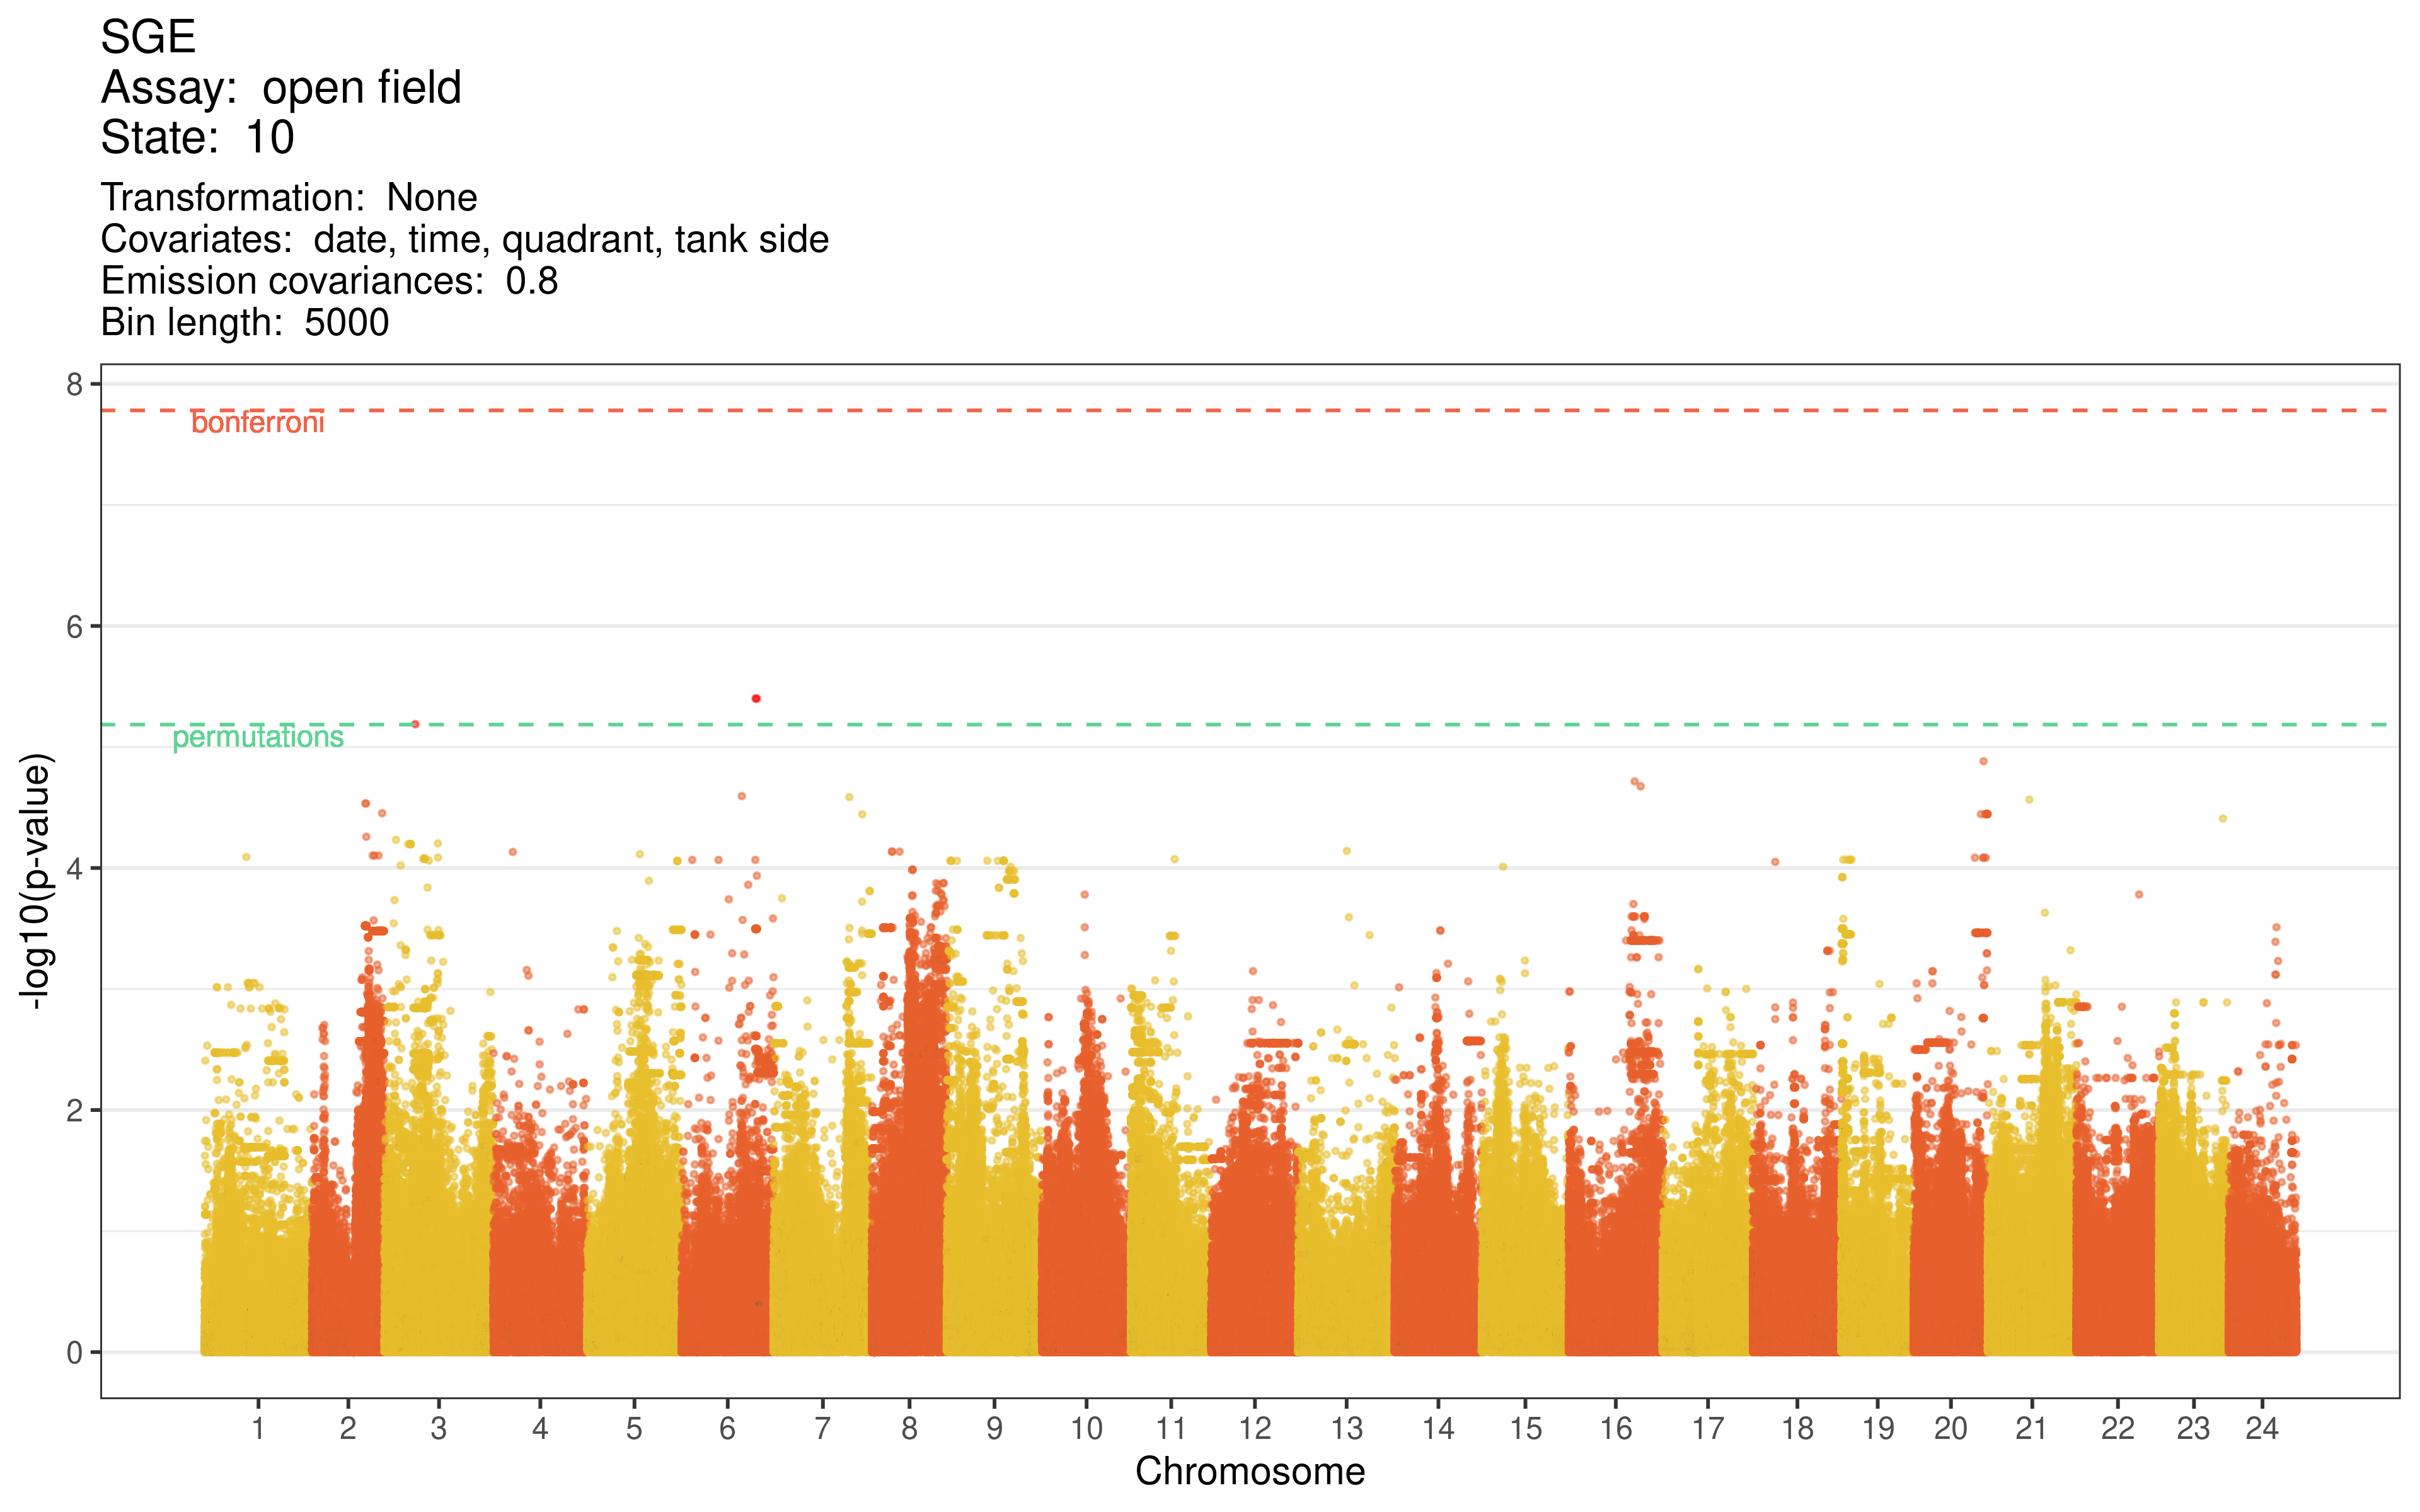 SGE
Assay:  open field
State:  10
Transformation:  None
Covariates:  date, time, quadrant, tank side
Emission covariances:  0.8
Bin length:  5000
8
bonferroni
6
permutations
4
2
0
-log10(p-value)
1 2 3 4 5 6 7 8 9 10 11 12 13 14 15 16 17 18 19 20 21 22 23 24
Chromosome